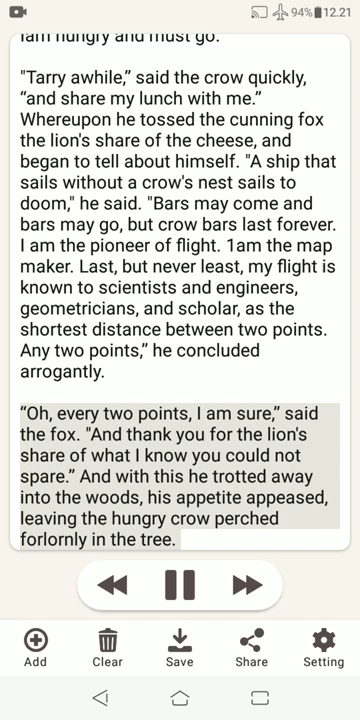 94% 12.21
Iam hungry and must go.
"Tarry awhile,” said the crow quickly,
“and share my lunch with me.”
Whereupon he tossed the cunning fox
the lion's share of the cheese, and
began to tell about himself. "A ship that
sails without a crow's nest sails to
doom," he said. "Bars may come and
bars may go, but crow bars last forever.
I am the pioneer of flight. 1am the map
maker. Last, but never least, my flight is
known to scientists and engineers,
geometricians, and scholar, as the
shortest distance between two points.
Any two points,” he concluded
arrogantly.
“Oh, every two points, I am sure,” said
the fox. "And thank you for the lion's
share of what I know you could not
spare.” And with this he trotted away
into the woods, his appetite appeased,
leaving the hungry crow perched
forlornly in the tree.
Add Clear Save Share Setting